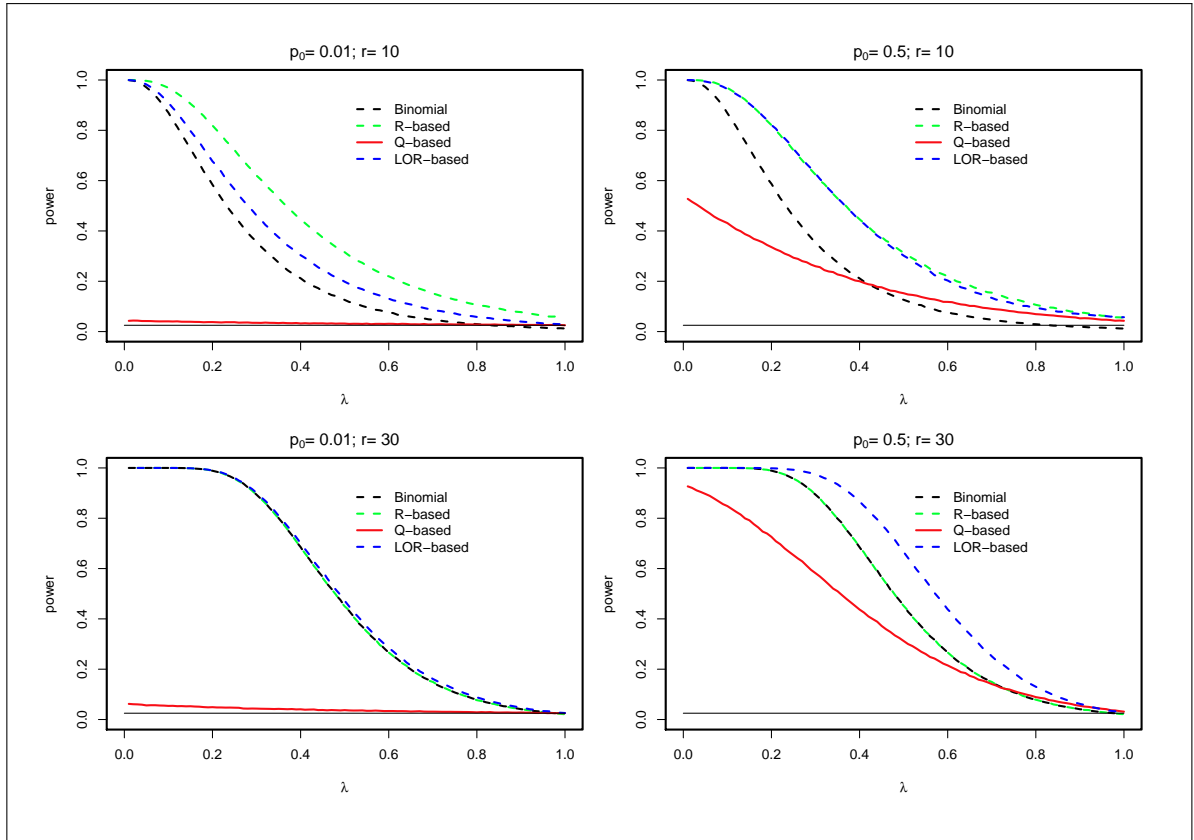 p0= 0.01; r= 10
power
1.0
0.8
0.6
0.4
0.2
0.0
Binomial
R−based
Q−based
LOR−based
0.0 0.2 0.4 0.6 0.8 1.0
λ
p0= 0.5; r= 10
power
1.0
0.8
0.6
0.4
0.2
0.0
Binomial
R−based
Q−based
LOR−based
0.0 0.2 0.4 0.6 0.8 1.0
λ
p0= 0.01; r= 30
power
1.0
0.8
0.6
0.4
0.2
0.0
Binomial
R−based
Q−based
LOR−based
0.0 0.2 0.4 0.6 0.8 1.0
λ
p0= 0.5; r= 30
power
1.0
0.8
0.6
0.4
0.2
0.0
Binomial
R−based
Q−based
LOR−based
0.0 0.2 0.4 0.6 0.8 1.0
λ